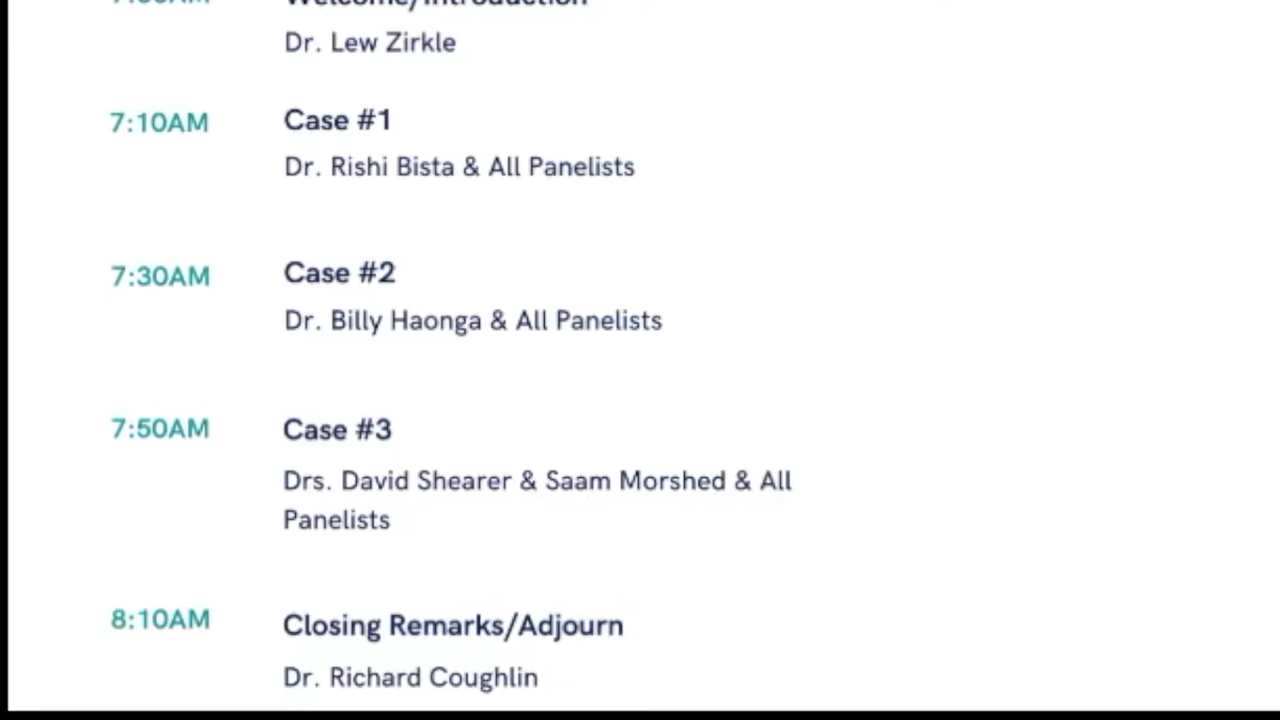 Welcome/Introduction
Dr. Lew Zirkle
7:10AM
Case #1
Dr. Rishi Bista & All Panelists
7:30AM
Case #2
Dr. Billy Haonga & All Panelists
7:50AM
Case #3
Drs. David Shearer & Saam Morshed & All
Panelists
8:10AM
Closing Remarks/Adjourn
Dr. Richard Coughlin